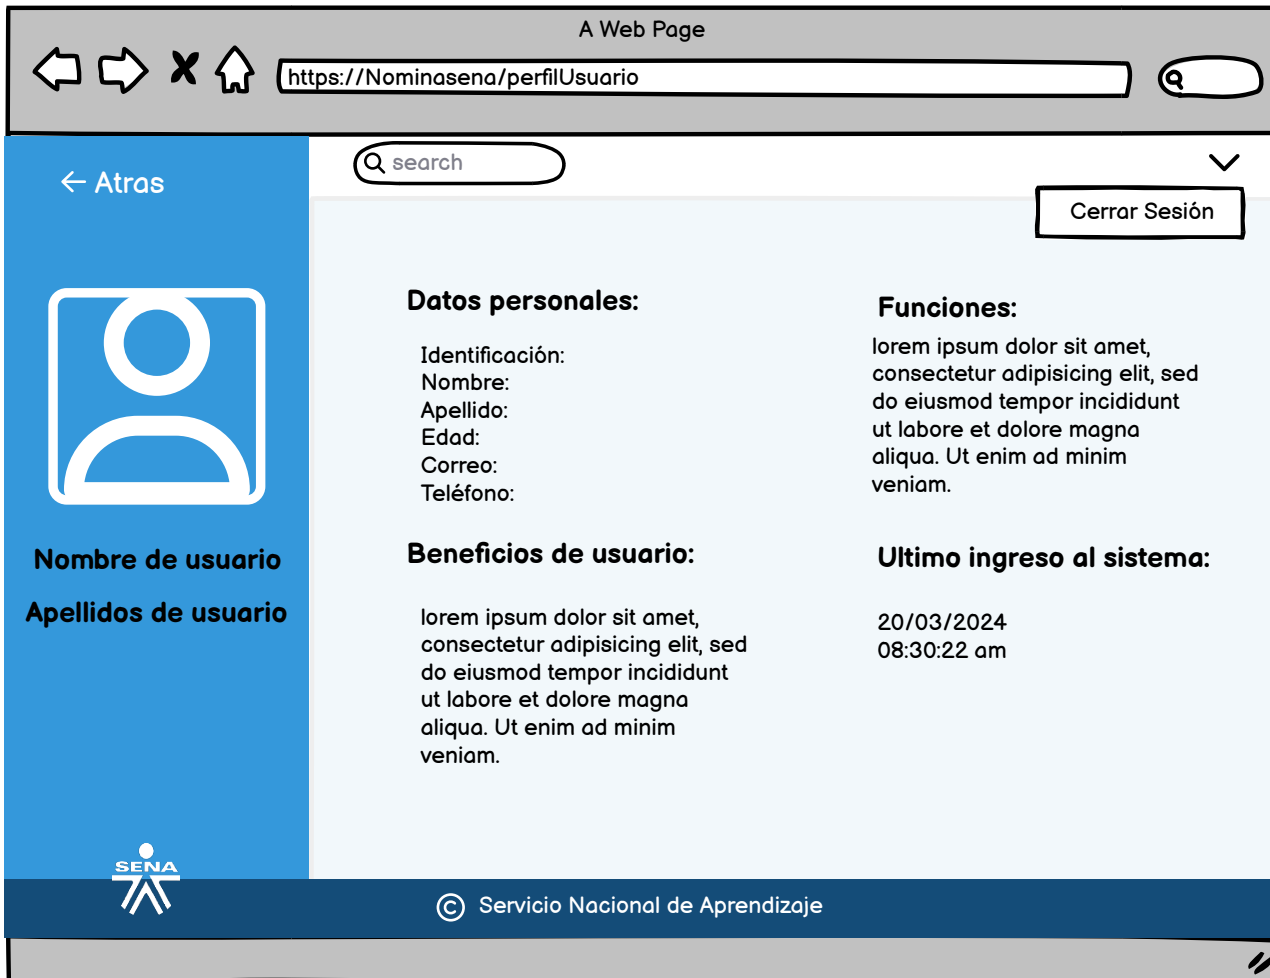 A Web Page
https://Nominasena/perfilUsuario
search
Atras
Cerrar Sesión
Datos personales:
Identificación:
Nombre:
Apellido:
Edad:
Correo:
Teléfono:
Funciones:
lorem ipsum dolor sit amet,
consectetur adipisicing elit, sed
do eiusmod tempor incididunt
ut labore et dolore magna
aliqua. Ut enim ad minim
veniam.
Nombre de usuario
Apellidos de usuario
Beneficios de usuario:
lorem ipsum dolor sit amet,
consectetur adipisicing elit, sed
do eiusmod tempor incididunt
ut labore et dolore magna
aliqua. Ut enim ad minim
veniam.
Ultimo ingreso al sistema:
20/03/2024
08:30:22 am
SENA
© Servicio Nacional de Aprendizaje